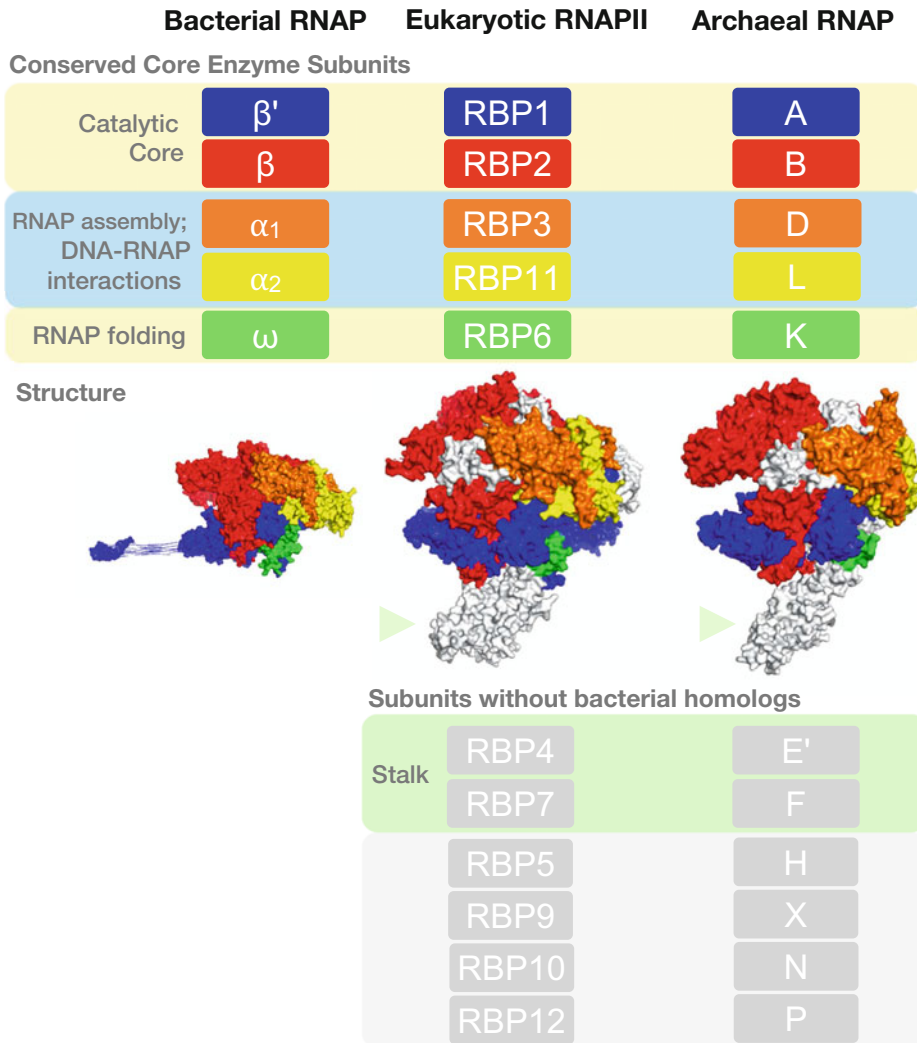 Bacterial RNAP Eukaryotic RNAPII Archaeal RNAP
Conserved Core Enzyme Subunits
Catalytic
Core
β' RBP1 A
β RBP2 B
RNAP assembly;
DNA-RNAP
interactions
α1 RBP3 D
α2 RBP11 L
RNAP folding ω RBP6 K
Structure
Subunits without bacterial homologs
Stalk
RBP4 E'
RBP7 F
RBP5 H
RBP9 X
RBP10 N
RBP12 P